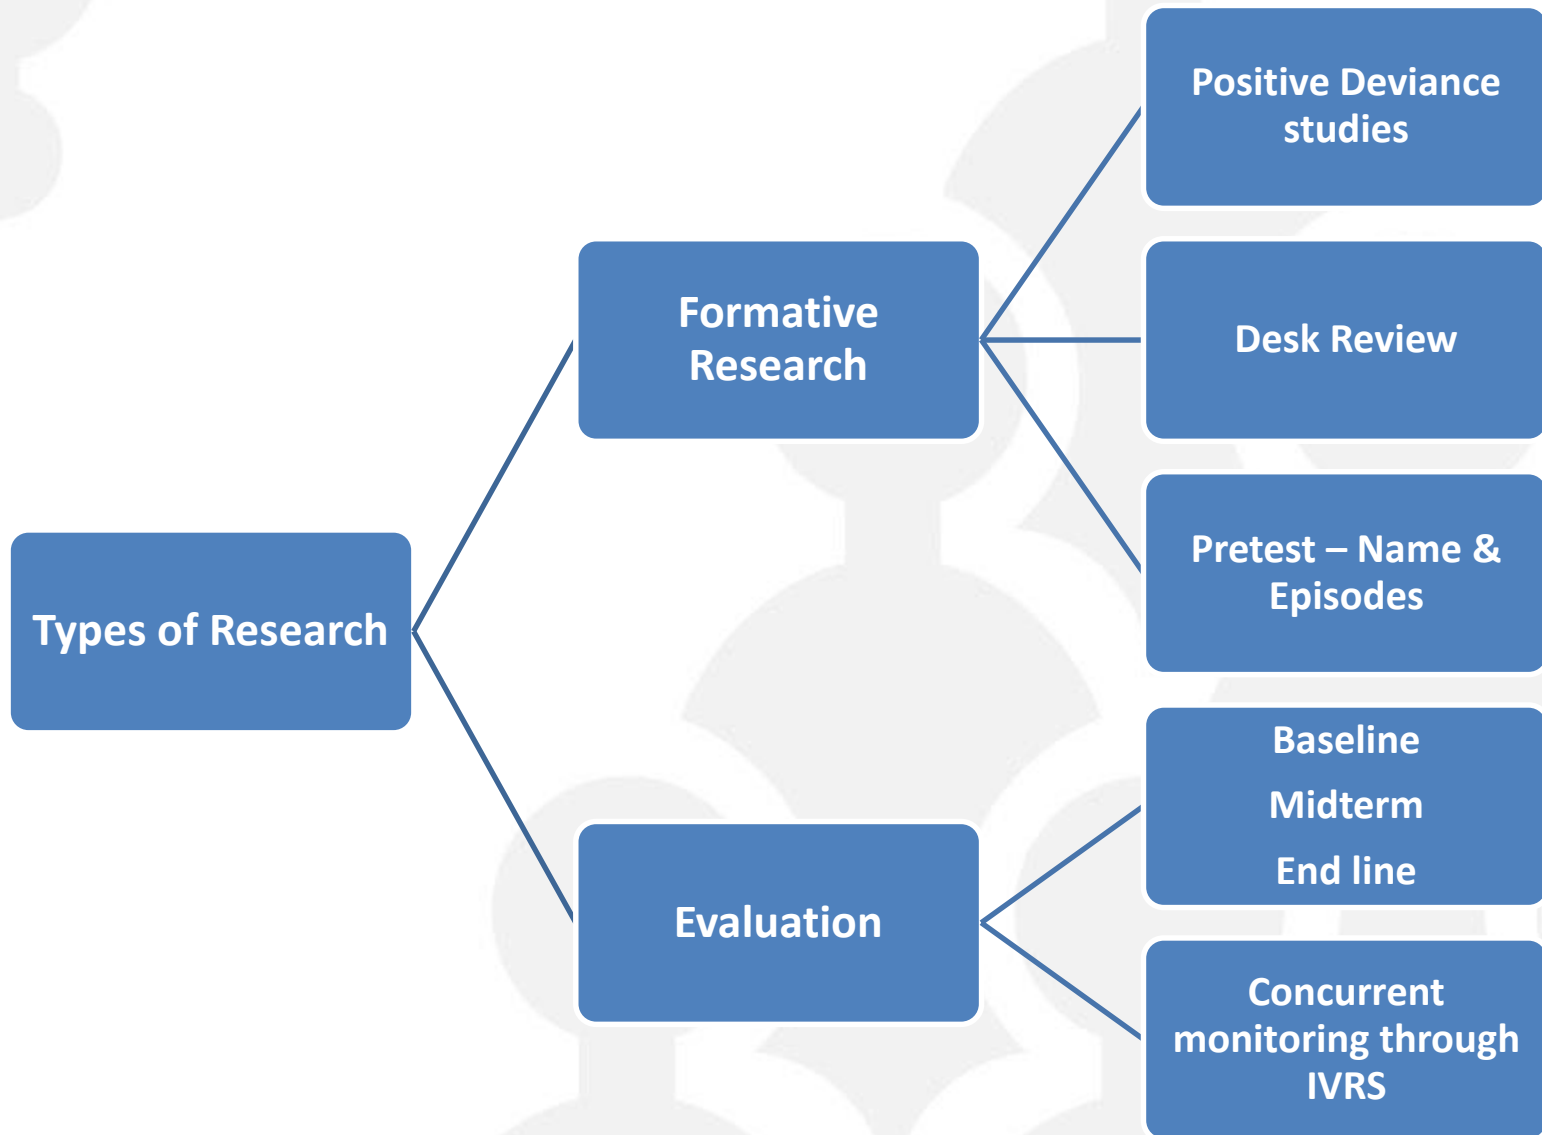 Types of Research
Formative
Research
Evaluation
Positive Deviance
studies
Desk Review
Pretest – Name &
Episodes
Baseline
Midterm
End line
Concurrent
monitoring through
IVRS